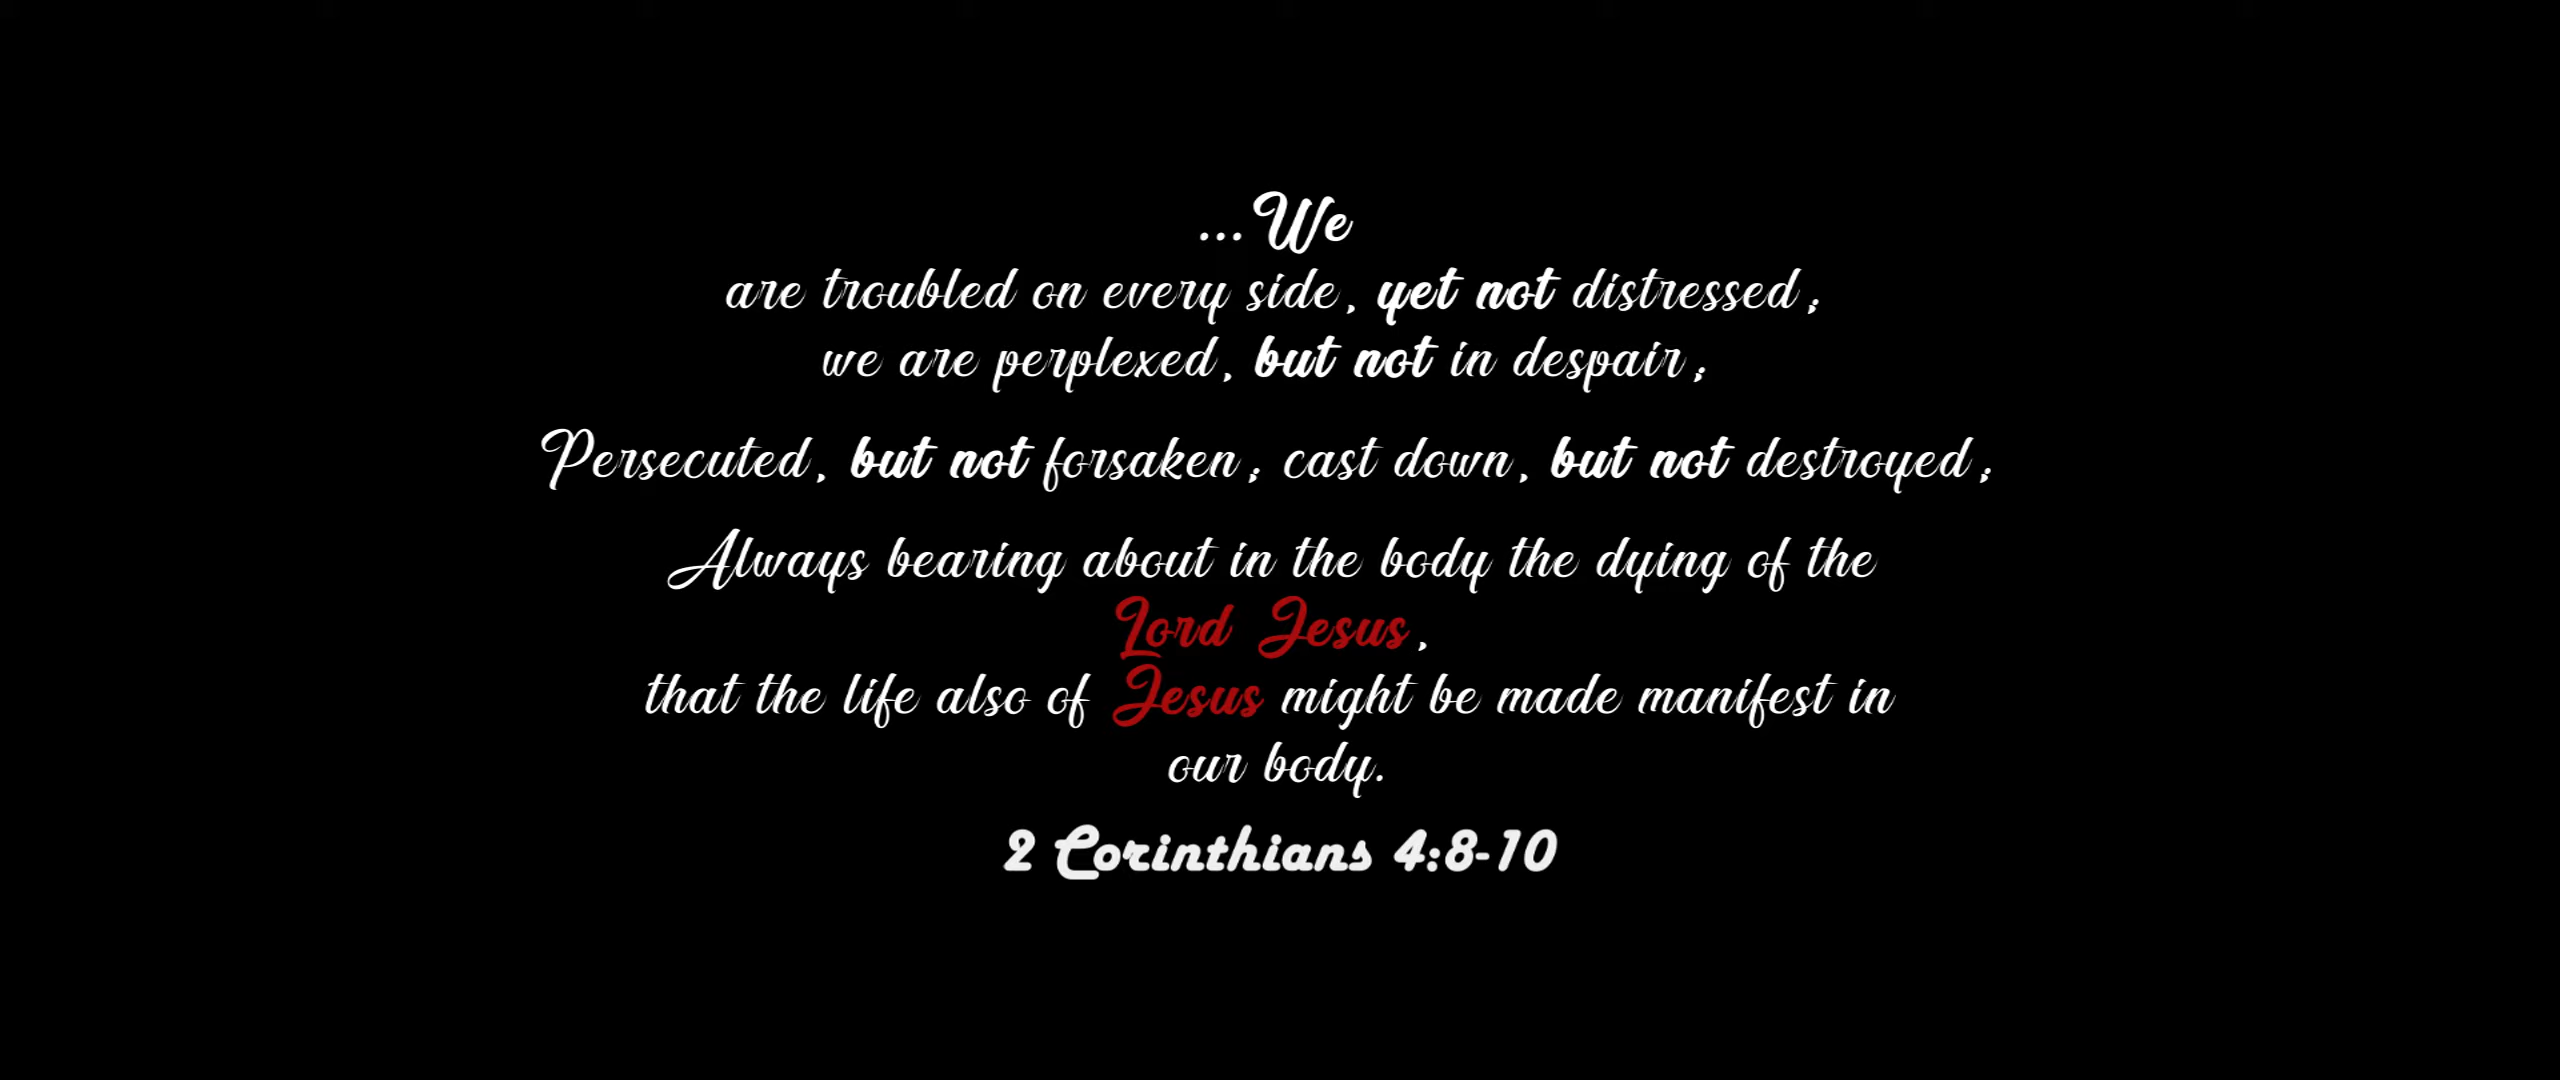 ...We
are troubled on every side, yet not distressed;
we are perplexed, but not in despair;
Persecuted, but not forsaken; cast down, but not destroyed;
Always bearing about in the body the dying of the
Lord Jesus,
that the life also of Jesus might be made manifest in
our body.
2 Corinthians 4:8-10